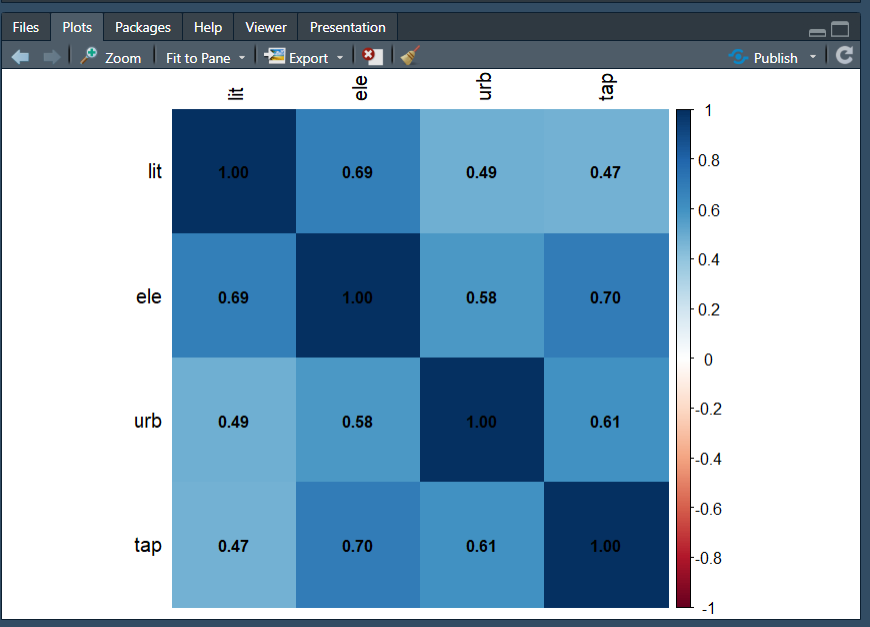 Files Plots Packages Help Viewer Presentation
Zoom Fit to Pane Export Publish
lit ele urb tap
1
lit 1.00 0.69 0.49 0.47
0.8
0.6
0.4
ele 0.69 1.00 0.58 0.70
0.2
0
urb 0.49 0.58 1.00 0.61
-0.2
-0.4
-0.6
tap 0.47 0.70 0.61 1.00
-0.8
-1